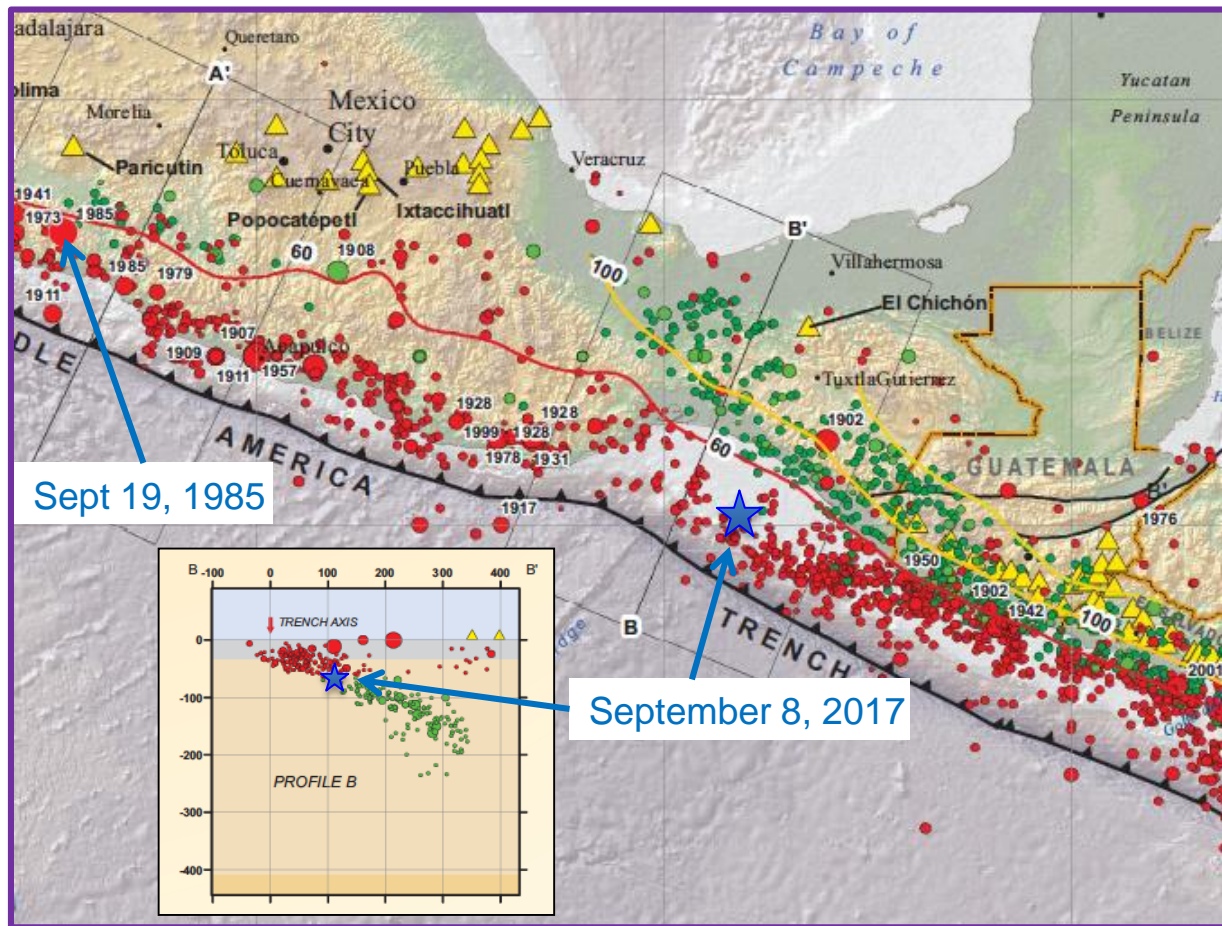 adalajara
Queretaro
Bay of
Campeche
Yucatan
Peninsula
A'
olima
Morelia
Mexico
City
Toluca
Paricutin
Cuernavaca
Puebla
Veracruz
Popocatépetl
Ixtaccihuatl
1941
1973
1985
60
1908
100
B'
Villahermosa
El Chichón
BELIZE
1985
1979
1911
1907
Acapulco
1909
1911
1957
TuxtlaGutierrez
1928
1928
1999
1928
1978
1931
1902
60
GUATEMALA
B'
1976
DLE
AMERICA
Sept 19, 1985
1917
1950
1902
1942
100
2001
B
TRENCH
September 8, 2017
B
-100
0
100
200
300
400
B'
TRENCH AXIS
0
-100
-200
-300
-400
PROFILE B